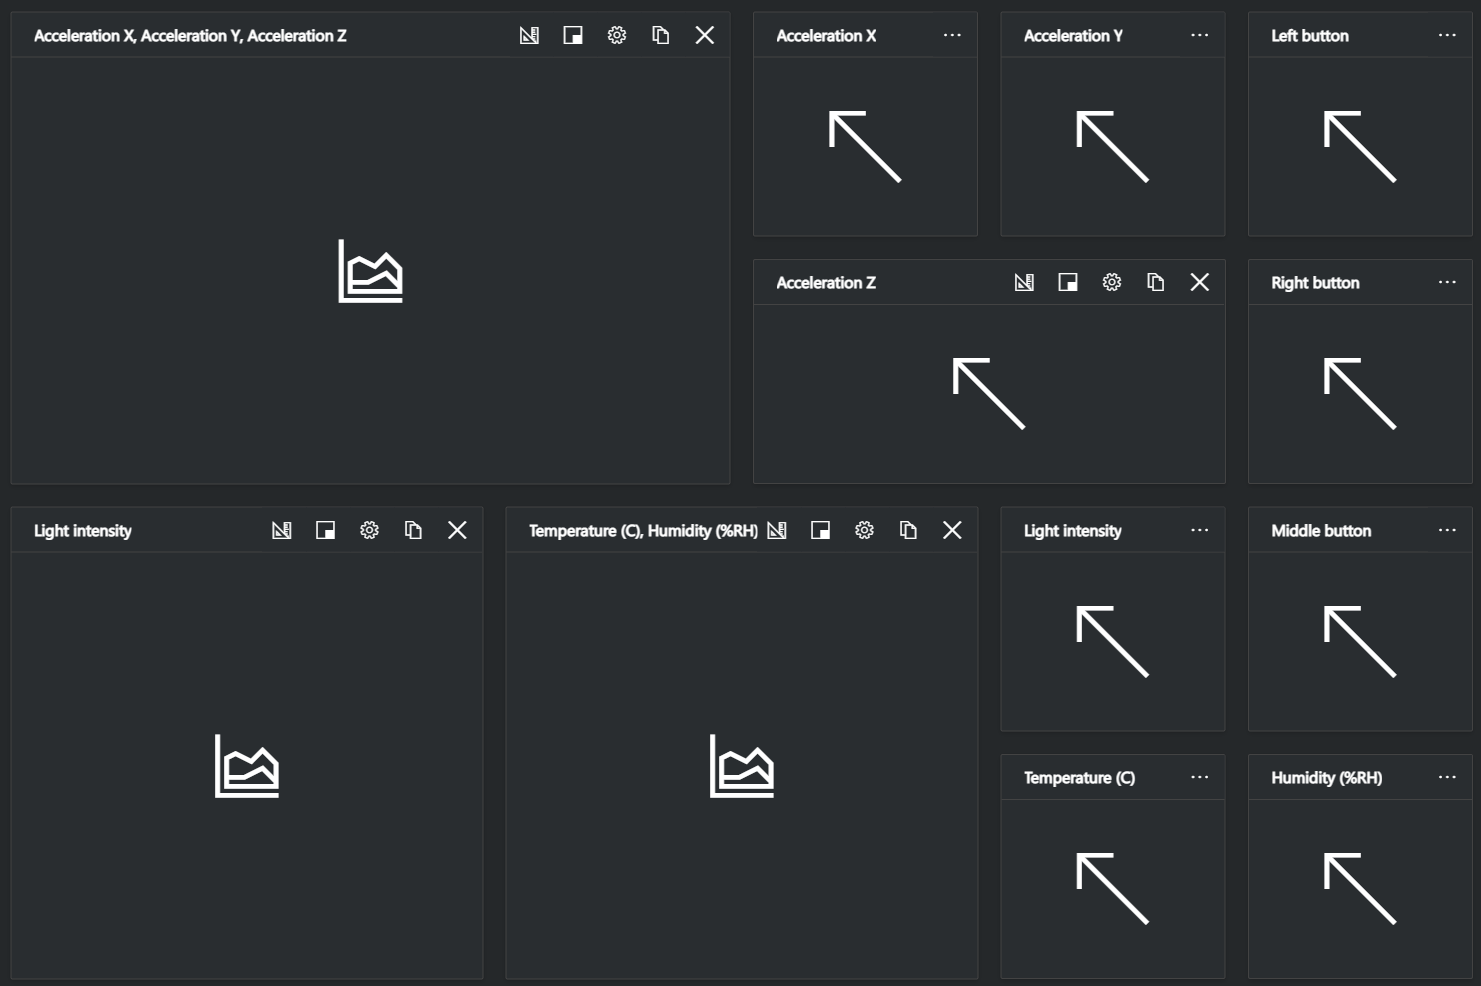 Acceleration X, Acceleration Y, Acceleration Z
Acceleration X
Acceleration Y
Left button
Acceleration Z
Right button
Light intensity
Temperature (C), Humidity (%RH)
Light intensity
Middle button
Temperature (C)
Humidity (%RH)